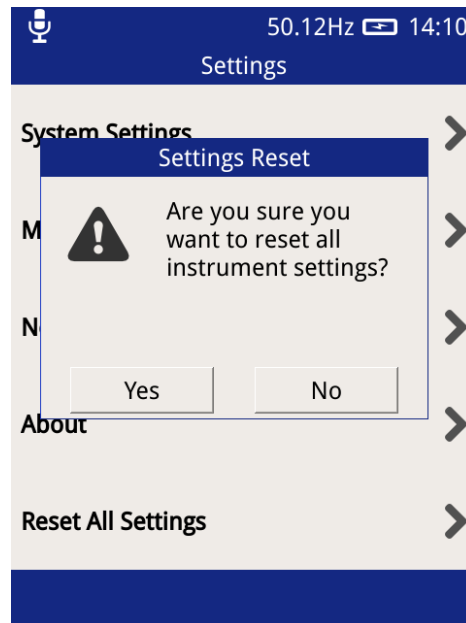 50.12Hz 14:10
Settings
System Settings
Settings Reset
Are you sure you
want to reset all
instrument settings?
Yes No
About
Reset All Settings